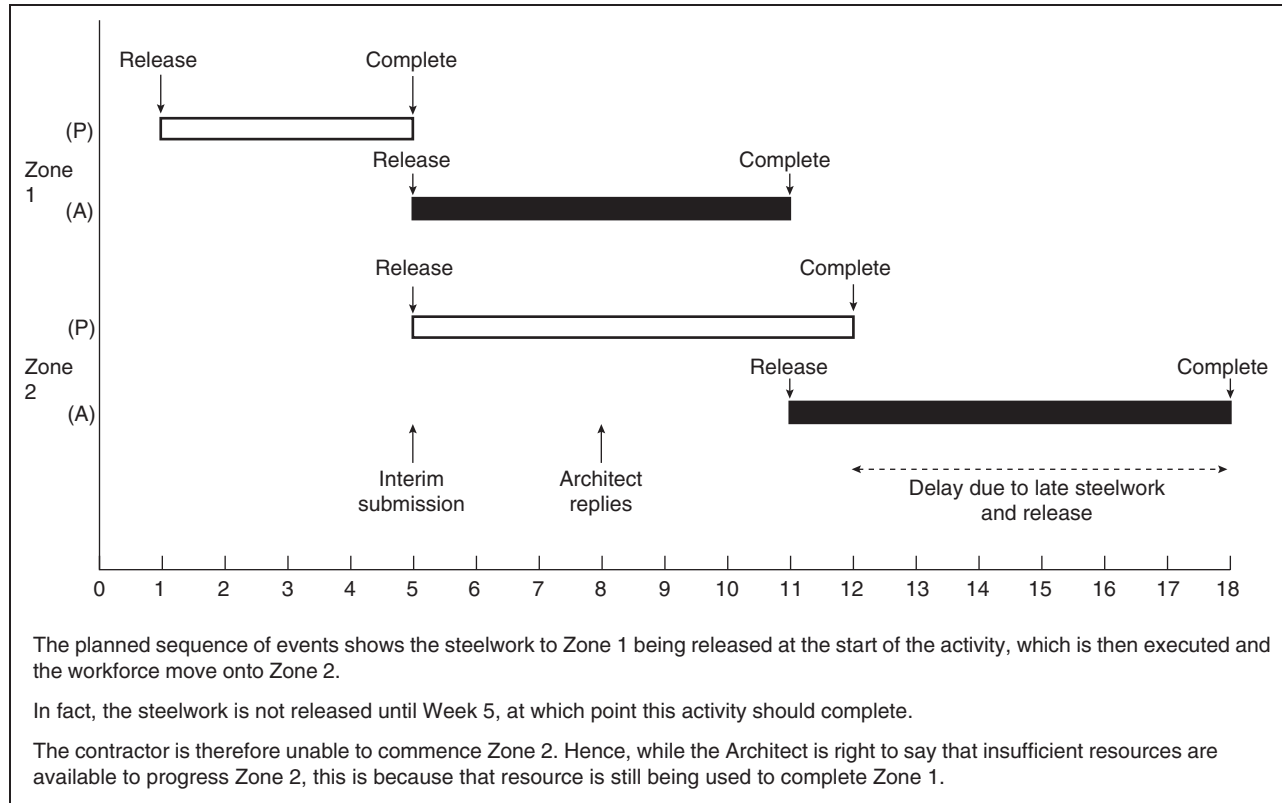 Release Complete
(P)
Release Complete
Zone
1
(A)
Release Complete
(P)
Release Complete
Zone
2
(A)
Interim
submission
Architect
replies
Delay due to late steelwork
and release
0 1 2 3 4 5 6 7 8 9 10 11 12 13 14 15 16 17 18
The planned sequence of events shows the steelwork to Zone 1 being released at the start of the activity, which is then executed and
the workforce move onto Zone 2.
In fact, the steelwork is not released until Week 5, at which point this activity should complete.
The contractor is therefore unable to commence Zone 2. Hence, while the Architect is right to say that insufficient resources are
available to progress Zone 2, this is because that resource is still being used to complete Zone 1.